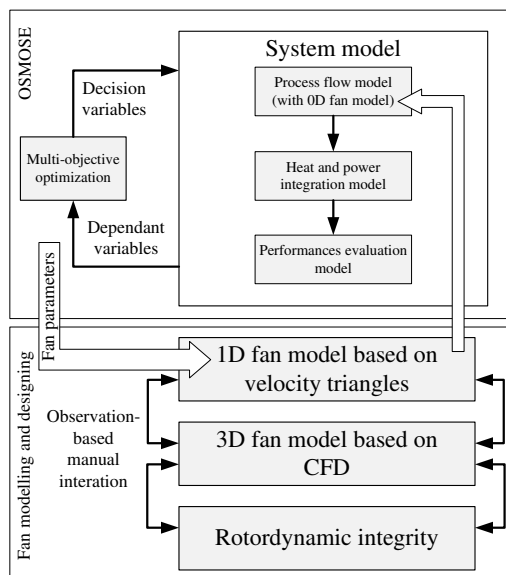 OSMOSE
System model
Decision
variables
Process flow model
(with 0D fan model)
Multi-objective
optimization
Heat and power
integration model
Dependant
variables
Performances evaluation
model
Fan parameters
Fan modelling and designing
1D fan model based on
velocity triangles
Observation-
based
manual
interation
3D fan model based on
CFD
Rotordynamic integrity